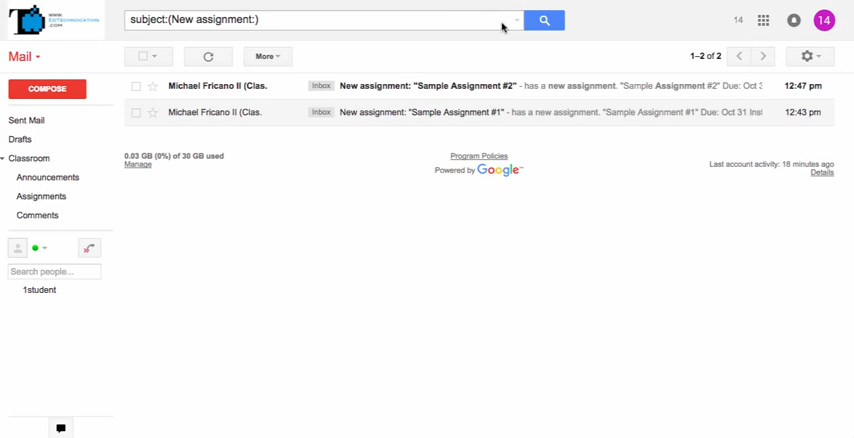 WWW.
EDTECHNOCATION
.COM
subject:(New assignment:)
14
14
Mail
More
1–2 of 2
COMPOSE
Michael Fricano II (Clas. Inbox New assignment: "Sample Assignment #2" - has a new assignment. "Sample Assignment #2" Due: Oct 3 12:47 pm
Michael Fricano II (Clas. Inbox New assignment: "Sample Assignment #1" - has a new assignment. "Sample Assignment #1" Due: Oct 31 Inst 12:43 pm
Sent Mail
Drafts
Classroom
Announcements
Assignments
Comments
0.03 GB (0%) of 30 GB used
Manage
Program Policies
Powered by Google™
Last account activity: 18 minutes ago
Details
Search people...
1student